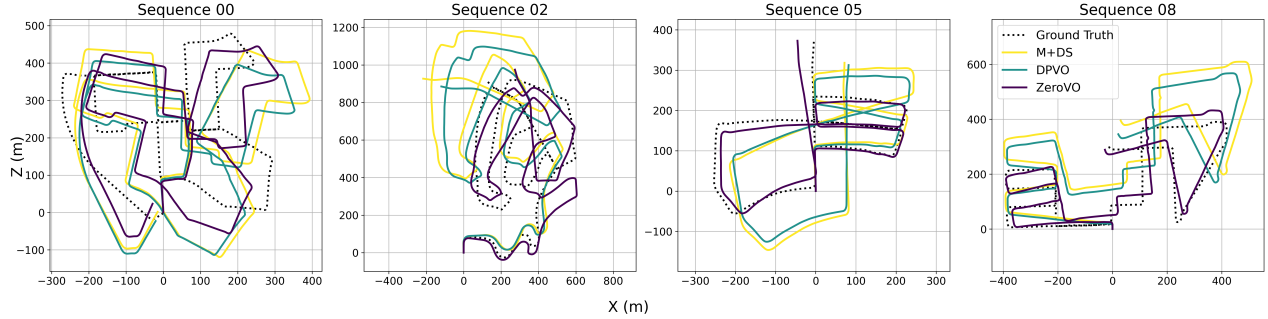 Sequence 00
Sequence 02
Sequence 05
Sequence 08
Z (m)
500
400
300
200
100
0
−100
−300 −200 −100 0 100 200 300 400
1200
1000
800
600
400
200
0
−400 −200 0 200 400 600 800
400
300
200
100
0
−100
−300 −200 −100 0 100 200 300
600
400
200
0
−400 −200 0 200 400
Ground Truth
M+DS
DPVO
ZeroVO
X (m)